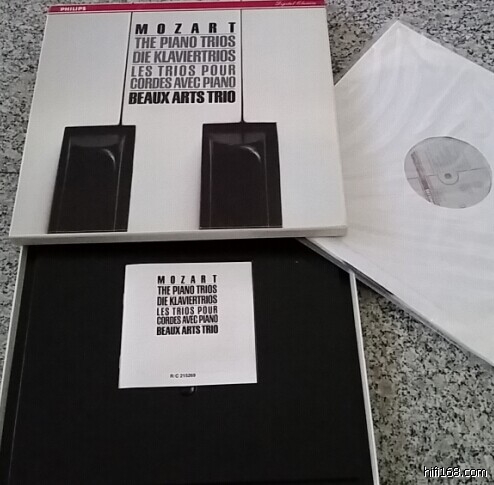 PHILIPS
Digital Classics
MOZART
THE PIANO TRIOS
DIE KLAVIERTRIOS
LES TRIOS POUR
CORDES AVEC PIANO
BEAUX ARTS TRIO
MOZART
THE PIANO TRIOS
DIE KLAVIERTRIOS
LES TRIOS POUR
CORDES AVEC PIANO
BEAUX ARTS TRIO
hifi168.com